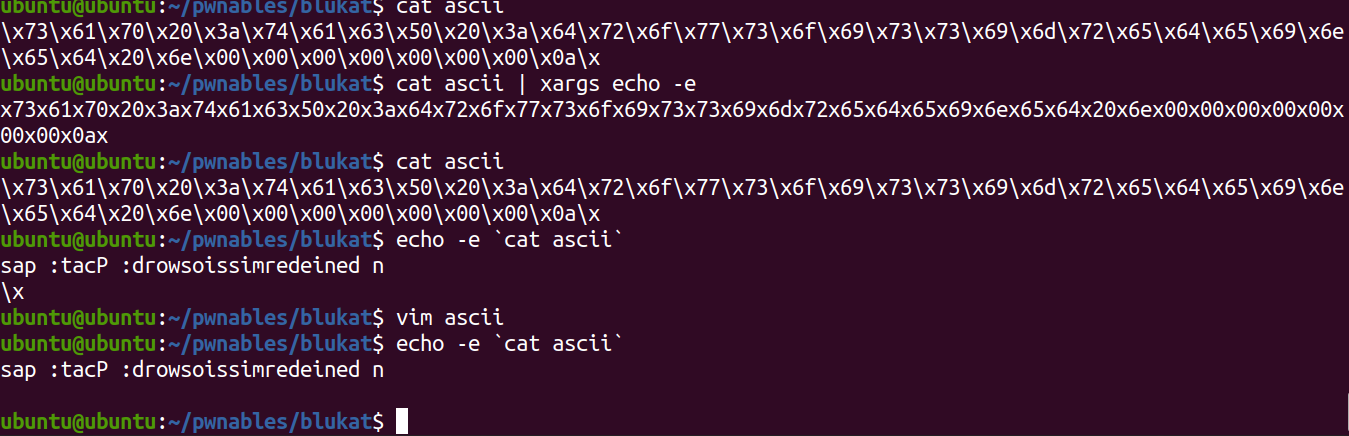 ubuntu@ubuntu:~/pwnables/blukat$ cat ascii
\x73\x61\x70\x20\x3a\x74\x61\x63\x50\x20\x3a\x64\x72\x6f\x77\x73\x6f\x69\x73\x73\x69\x6d\x72\x65\x64\x65\x69\x6e
\x65\x64\x20\x6e\x00\x00\x00\x00\x00\x00\x00\x0a\x
ubuntu@ubuntu:~/pwnables/blukat$ cat ascii | xargs echo -e
x73x61x70x20x3ax74x61x63x50x20x3ax64x72x6fx77x73x6fx69x73x73x69x6dx72x65x64x65x69x6ex65x64x20x6ex00x00x00x00x00x
00x00x0ax
ubuntu@ubuntu:~/pwnables/blukat$ cat ascii
\x73\x61\x70\x20\x3a\x74\x61\x63\x50\x20\x3a\x64\x72\x6f\x77\x73\x6f\x69\x73\x73\x69\x6d\x72\x65\x64\x65\x69\x6e
\x65\x64\x20\x6e\x00\x00\x00\x00\x00\x00\x00\x0a\x
ubuntu@ubuntu:~/pwnables/blukat$ echo -e `cat ascii`
sap :tacP :drowsoissimredeined n
\x
ubuntu@ubuntu:~/pwnables/blukat$ vim ascii
ubuntu@ubuntu:~/pwnables/blukat$ echo -e `cat ascii`
sap :tacP :drowsoissimredeined n
ubuntu@ubuntu:~/pwnables/blukat$